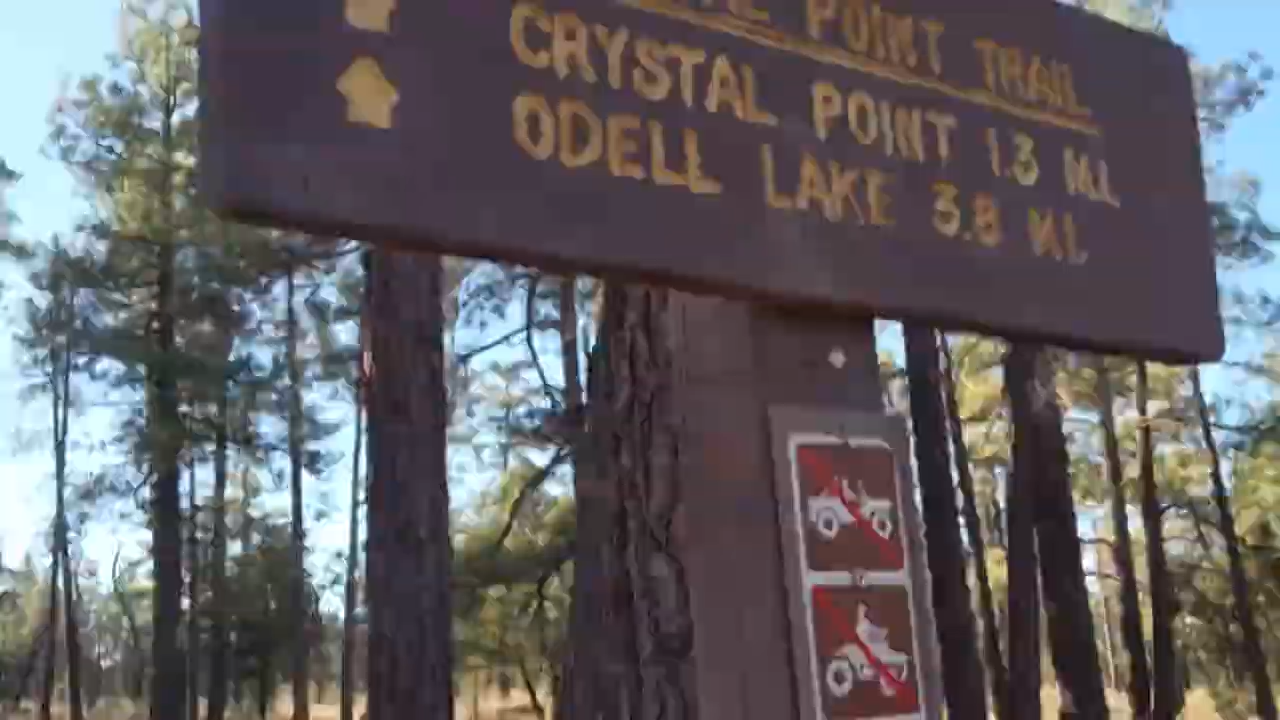 POINT TRAIL
CRYSTAL POINT 1.3 MI.
ODELL LAKE 3.8 MI.